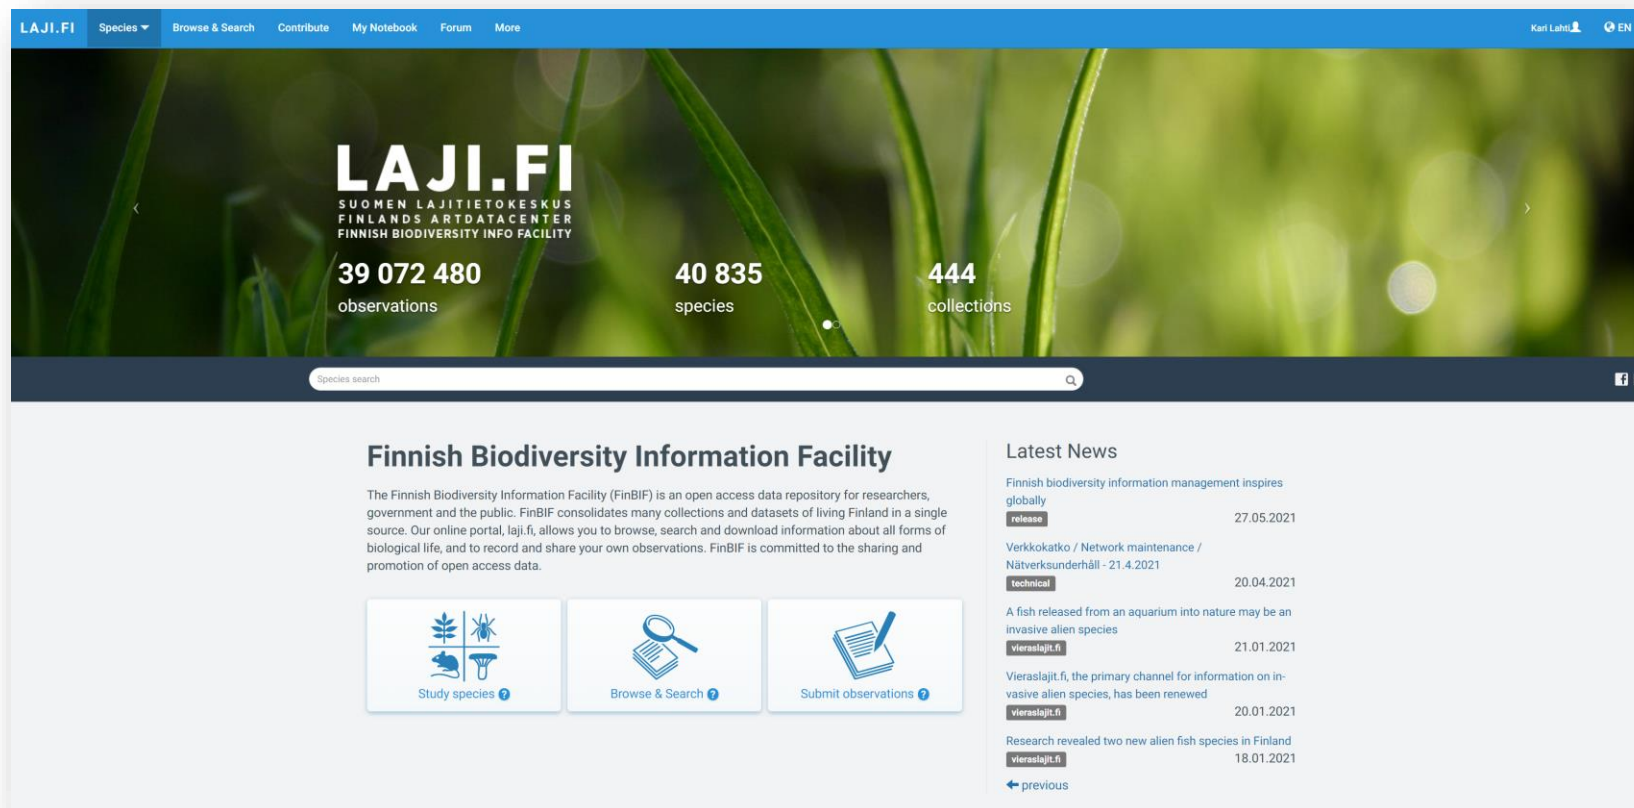 LAJI.FI Species Browse & Search Contribute My Notebook Forum More Kari Lahti EN
LAJI.FI
SUOMEN LAJITIETOKESKUS
FINLANDS ARTDATACENTER
FINNISH BIODIVERSITY INFO FACILITY
39 072 480 40 835 444
observations species collections
Species search
Finnish Biodiversity Information Facility
The Finnish Biodiversity Information Facility (FinBIF) is an open access data repository for researchers,
government and the public. FinBIF consolidates many collections and datasets of living Finland in a single
source. Our online portal, laji.fi, allows you to browse, search and download information about all forms of
biological life, and to record and share your own observations. FinBIF is committed to the sharing and
promotion of open access data.
Study species ?
Browse & Search ?
Submit observations ?
Latest News
Finnish biodiversity information management inspires
globally
release 27.05.2021
Verkkokatko / Network maintenance /
Nätverksunderhåll - 21.4.2021
technical 20.04.2021
A fish released from an aquarium into nature may be an
invasive alien species
vieraslajit.fi 21.01.2021
Vieraslajit.fi, the primary channel for information on in-
vasive alien species, has been renewed
vieraslajit.fi 20.01.2021
Research revealed two new alien fish species in Finland
vieraslajit.fi 18.01.2021
previous